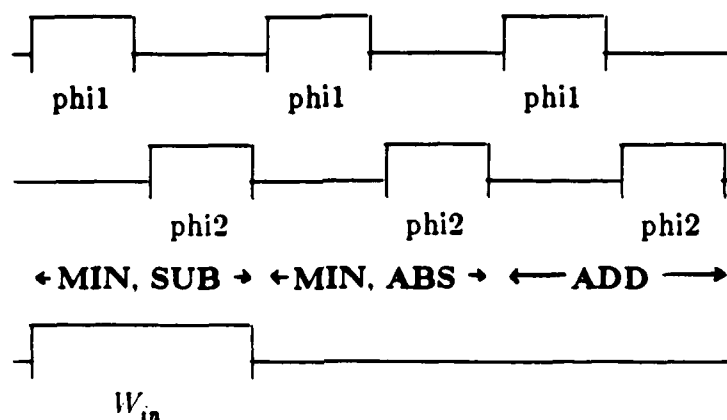 phi1 phi1 phi1
phi2 phi2 phi2
MIN, SUB MIN, ABS ADD
W_in